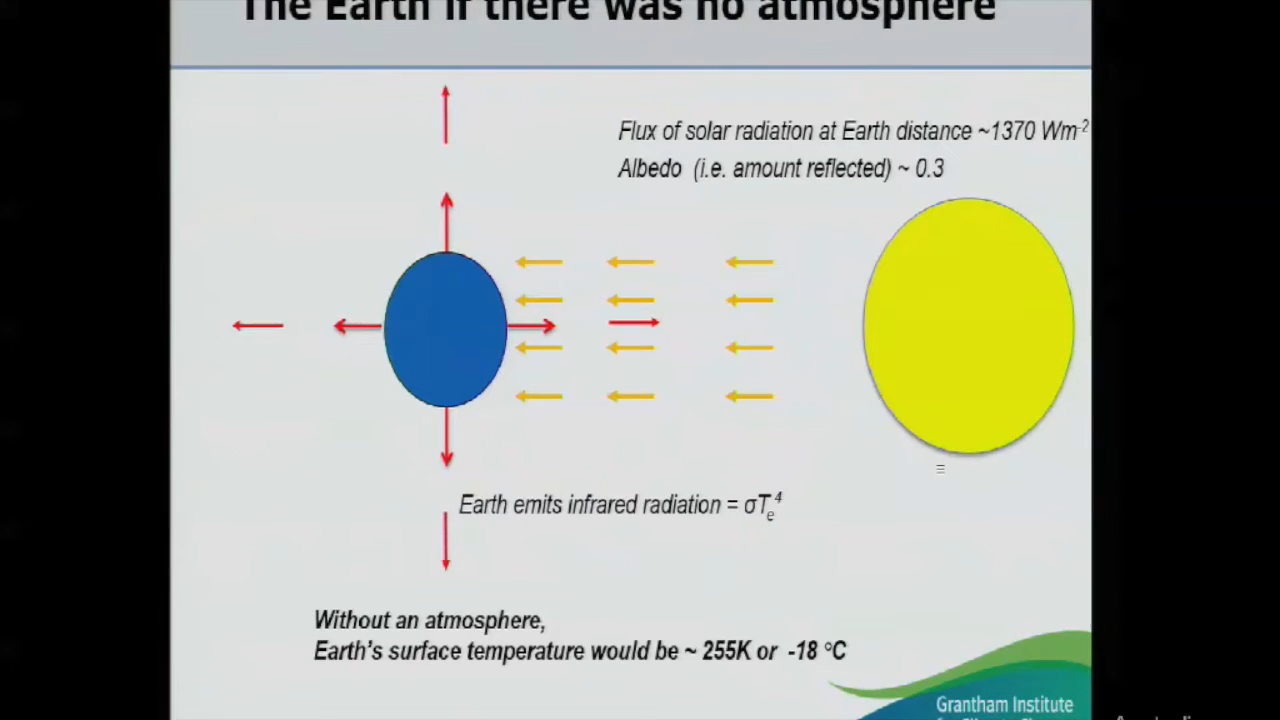 The Earth if there was no atmosphere
Flux of solar radiation at Earth distance ~1370 Wm⁻²
Albedo (i.e. amount reflected) ~ 0.3
Earth emits infrared radiation = σTₑ⁴
Without an atmosphere,
Earth's surface temperature would be ~ 255K or -18 °C
Grantham Institute